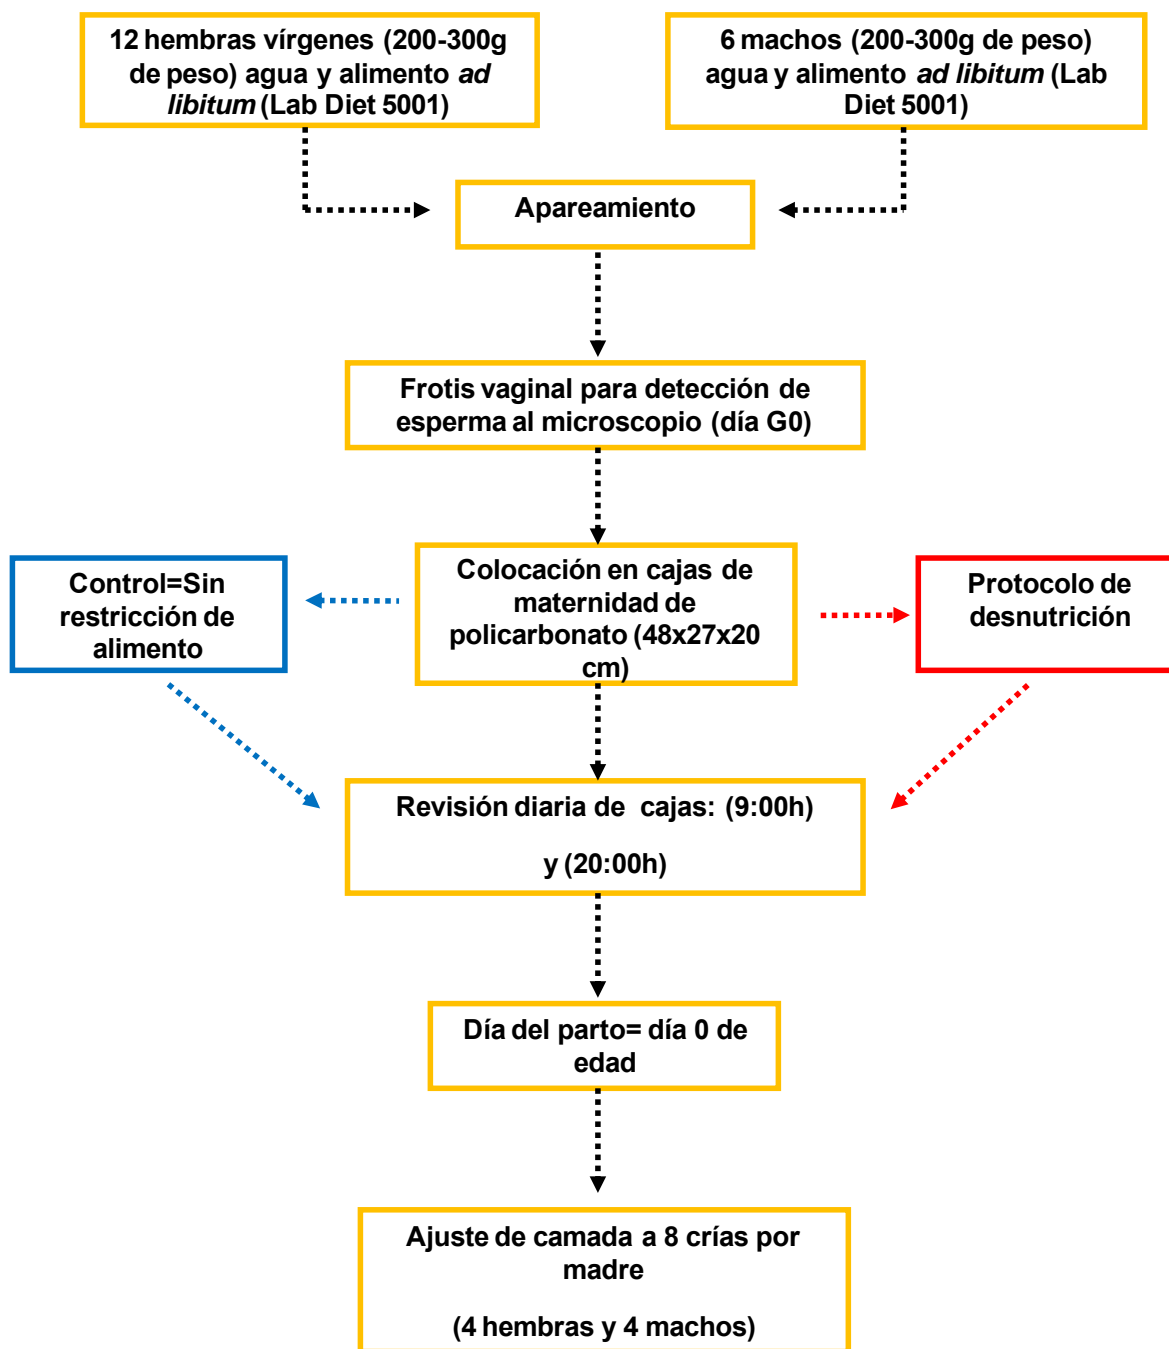 12 hembras vírgenes (200-300g
de peso) agua y alimento ad
libitum (Lab Diet 5001)
6 machos (200-300g de peso)
agua y alimento ad libitum (Lab
Diet 5001)
Apareamiento
Frotis vaginal para detección de
esperma al microscopio (día G0)
Control=Sin
restricción de
alimento
Colocación en cajas de
maternidad de
policarbonato (48x27x20
cm)
Protocolo de
desnutrición
Revisión diaria de cajas: (9:00h)
y (20:00h)
Día del parto= día 0 de
edad
Ajuste de camada a 8 crías por
madre
(4 hembras y 4 machos)